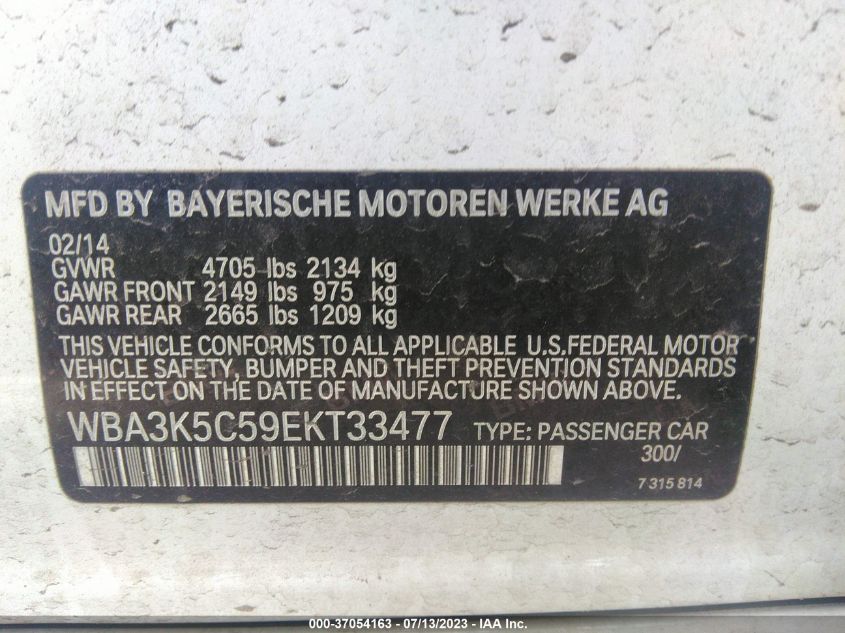 MFD BY BAYERISCHE MOTOREN WERKE AG
02/14
GVWR 4705 lbs 2134 kg
GAWR FRONT 2149 lbs 975 kg
GAWR REAR 2665 lbs 1209 kg
THIS VEHICLE CONFORMS TO ALL APPLICABLE U.S.FEDERAL MOTOR
VEHICLE SAFETY, BUMPER AND THEFT PREVENTION STANDARDS
IN EFFECT ON THE DATE OF MANUFACTURE SHOWN ABOVE.
WBA3K5C59EKT33477 TYPE: PASSENGER CAR
300/
7 315 814
000-37054163 - 07/13/2023 - IAA Inc.